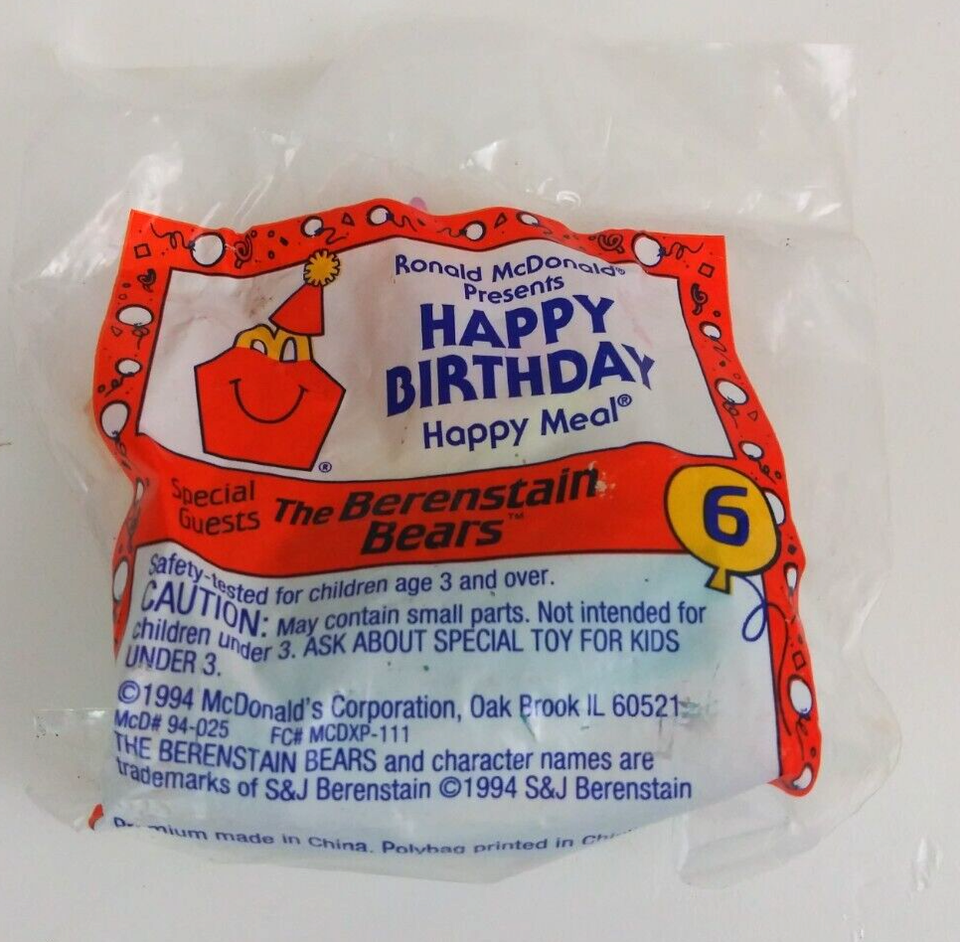 Ronald McDonald®
Presents
HAPPY
BIRTHDAY
Happy Meal®
®
Special
Guests
The Berenstain
Bears™
6
Safety-tested for children age 3 and over.
CAUTION: May contain small parts. Not intended for
children under 3. ASK ABOUT SPECIAL TOY FOR KIDS
UNDER 3.
©1994 McDonald's Corporation, Oak Brook IL 60521
McD# 94-025 FC# MCDXP-111
THE BERENSTAIN BEARS and character names are
trademarks of S&J Berenstain ©1994 S&J Berenstain
made in China. Polybag printed in